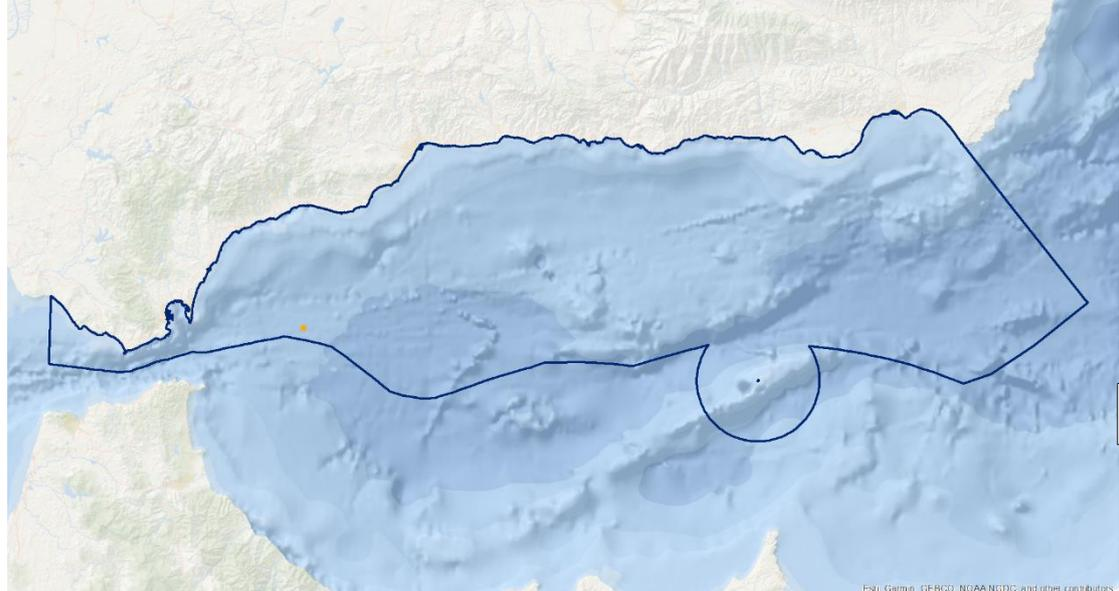 Esri, Garmin, GEBCO, NOAA NGDC, and other contributors